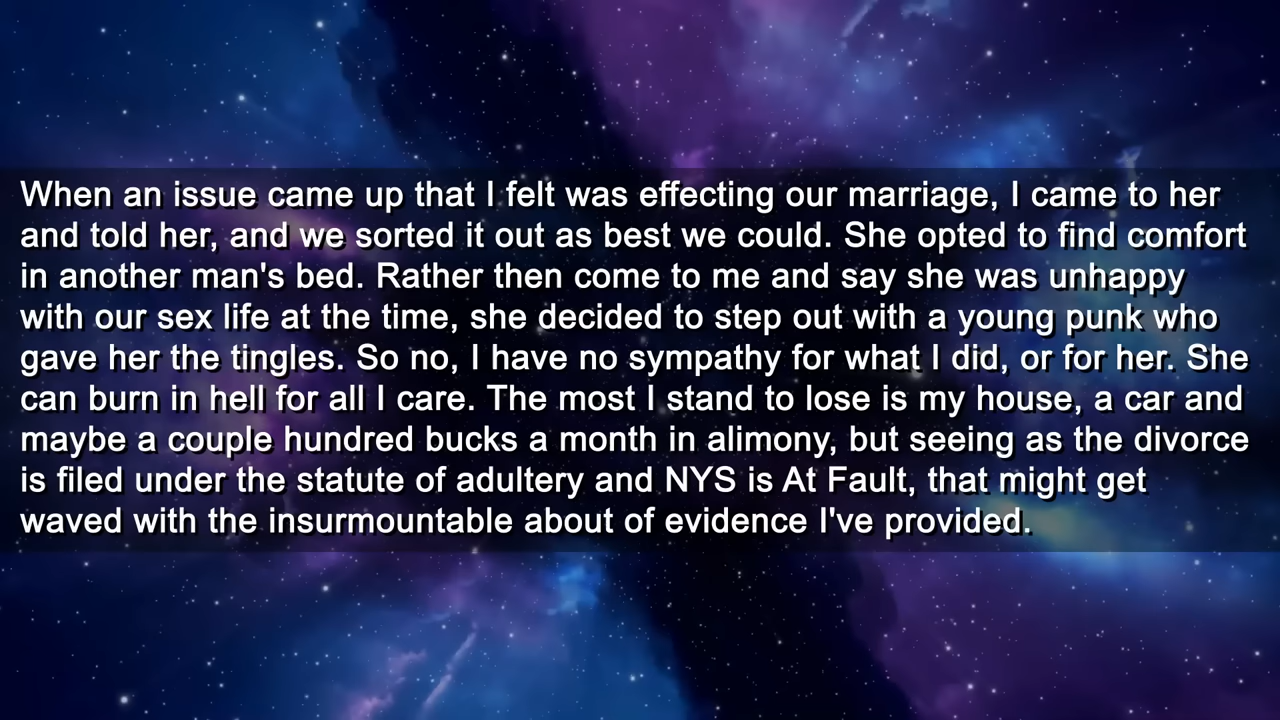 When an issue came up that I felt was effecting our marriage, I came to her
and told her, and we sorted it out as best we could. She opted to find comfort
in another man's bed. Rather then come to me and say she was unhappy
with our sex life at the time, she decided to step out with a young punk who
gave her the tingles. So no, I have no sympathy for what I did, or for her. She
can burn in hell for all I care. The most I stand to lose is my house, a car and
maybe a couple hundred bucks a month in alimony, but seeing as the divorce
is filed under the statute of adultery and NYS is At Fault, that might get
waved with the insurmountable about of evidence I've provided.